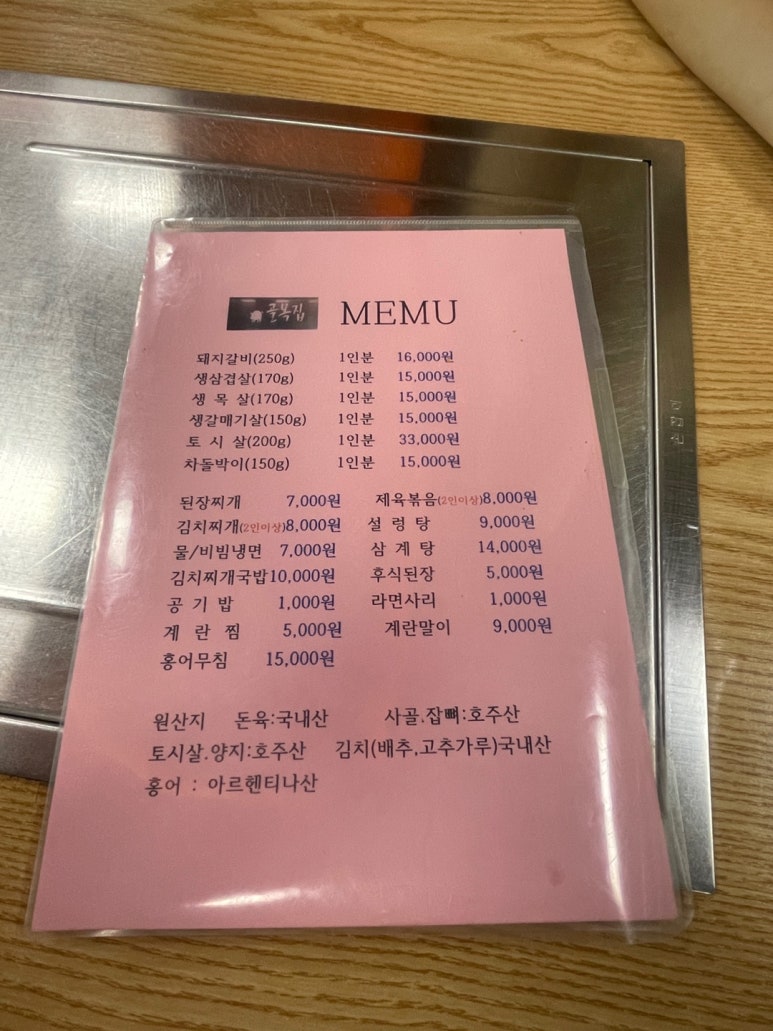 골목집 MEMU
돼지갈비(250g) 1인분 16,000원
생삼겹살(170g) 1인분 15,000원
생 목 살(170g) 1인분 15,000원
생갈매기살(150g) 1인분 15,000원
토 시 살(200g) 1인분 33,000원
차돌박이(150g) 1인분 15,000원
된장찌개 7,000원 제육볶음(2인이상)8,000원
김치찌개(2인이상)8,000원 설 렁 탕 9,000원
물/비빔냉면 7,000원 삼 계 탕 14,000원
김치찌개국밥10,000원 후식된장 5,000원
공 기 밥 1,000원 라면사리 1,000원
계 란 찜 5,000원 계란말이 9,000원
홍어무침 15,000원
원산지 돈육:국내산 사골.잡뼈:호주산
토시살.양지:호주산 김치(배추,고추가루)국내산
홍어 : 아르헨티나산